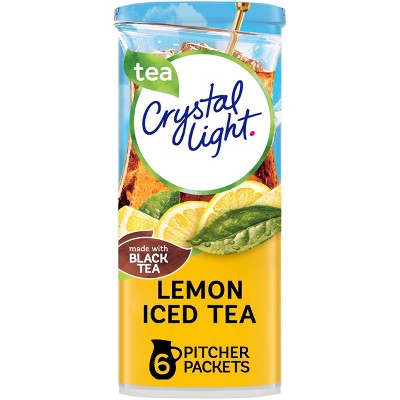 tea
Crystal
Light.
made with
BLACK
TEA
LEMON
ICED TEA
6 PITCHER
PACKETS